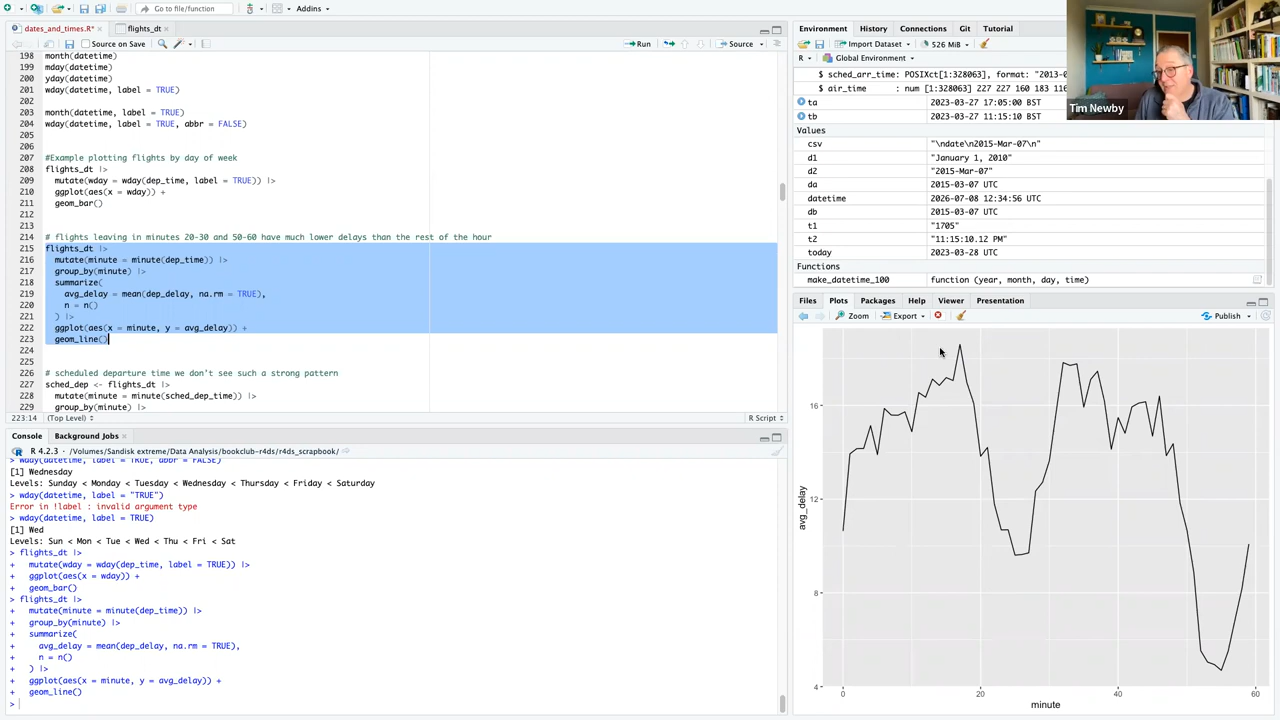 Go to file/function
Addins
dates_and_times.R*
flights_dt
Source on Save
Run
Source
198 month(datetime)
199 mday(datetime)
200 yday(datetime)
201 wday(datetime, label = TRUE)
202
203 month(datetime, label = TRUE)
204 wday(datetime, label = TRUE, abbr = FALSE)
205
206
207 #Example plotting flights by day of week
208 flights_dt |>
209 mutate(wday = wday(dep_time, label = TRUE)) |>
210 ggplot(aes(x = wday)) +
211 geom_bar()
212
213
214 # flights leaving in minutes 20-30 and 50-60 have much lower delays than the rest of the hour
215 flights_dt |>
216 mutate(minute = minute(dep_time)) |>
217 group_by(minute) |>
218 summarize(
219 avg_delay = mean(dep_delay, na.rm = TRUE),
220 n = n()
221 ) |>
222 ggplot(aes(x = minute, y = avg_delay)) +
223 geom_line()
224
225
226 # scheduled departure time we don't see such a strong pattern
227 sched_dep <- flights_dt |>
228 mutate(minute = minute(sched_dep_time)) |>
229 group_by(minute) |>
223:14 (Top Level) R Script
Console Background Jobs
R 4.2.3 · /Volumes/Sandisk extreme/Data Analysis/bookclub-r4ds/r4ds_scrapbook/
> wday(datetime, label = TRUE, abbr = FALSE)
[1] Wednesday
Levels: Sunday < Monday < Tuesday < Wednesday < Thursday < Friday < Saturday
> wday(datetime, label = "TRUE")
Error in !label : invalid argument type
> wday(datetime, label = TRUE)
[1] Wed
Levels: Sun < Mon < Tue < Wed < Thu < Fri < Sat
> flights_dt |>
+ mutate(wday = wday(dep_time, label = TRUE)) |>
+ ggplot(aes(x = wday)) +
+ geom_bar()
> flights_dt |>
+ mutate(minute = minute(dep_time)) |>
+ group_by(minute) |>
+ summarize(
+ avg_delay = mean(dep_delay, na.rm = TRUE),
+ n = n()
+ ) |>
+ ggplot(aes(x = minute, y = avg_delay)) +
+ geom_line()
>
Environment History Connections Git Tutorial
Import Dataset 526 MiB
R Global Environment
$ sched_arr_time: POSIXct[1:328063], format: "2013-0
$ air_time : num [1:328063] 227 227 160 183 116
ta 2023-03-27 17:05:00 BST
tb 2023-03-27 11:15:10 BST
Values
csv "\ndate\n2015-Mar-07\n"
d1 "January 1, 2010"
d2 "2015-Mar-07"
da 2015-03-07 UTC
datetime 2026-07-08 12:34:56 UTC
db 2015-03-07 UTC
t1 "1705"
t2 "11:15:10.12 PM"
today 2023-03-28 UTC
Functions
make_datetime_100 function (year, month, day, time)
Tim Newby
Files Plots Packages Help Viewer Presentation
Zoom Export Publish
avg_delay
16
12
8
4
0 20 40 60
minute